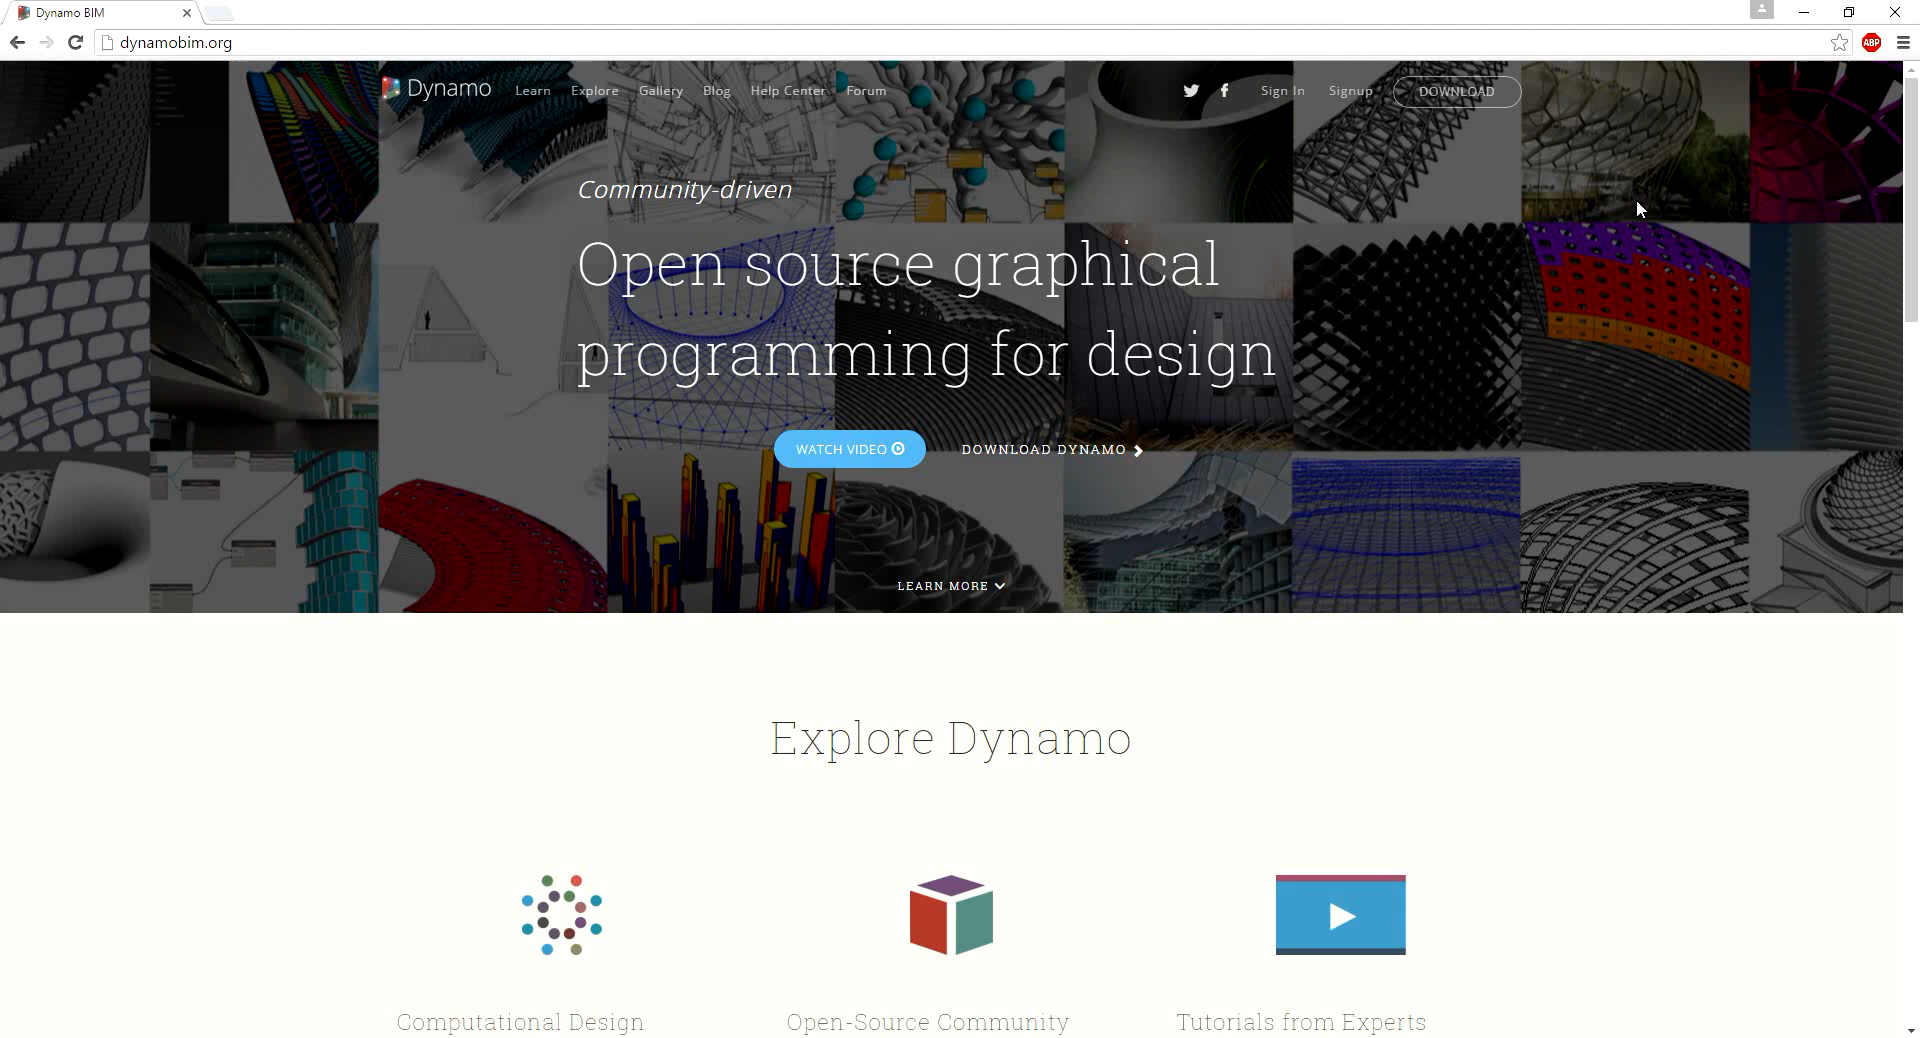 Dynamo BIM
dynamobim.org
ABP
Dynamo Learn Explore Gallery Blog Help Center Forum Sign In Signup DOWNLOAD
Community-driven
Open source graphical
programming for design
WATCH VIDEO DOWNLOAD DYNAMO
LEARN MORE
Explore Dynamo
Computational Design Open-Source Community Tutorials from Experts